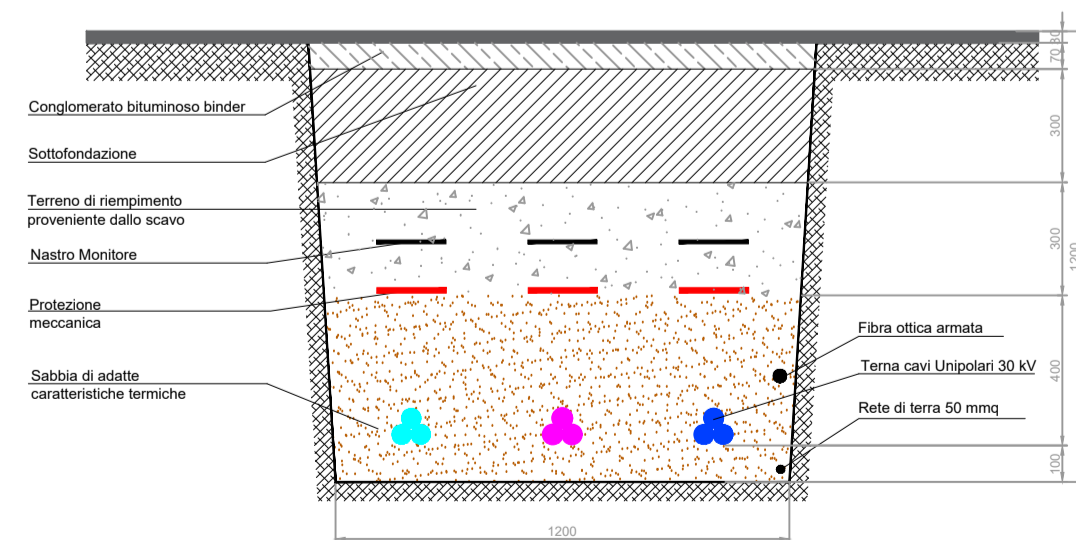 Conglomerato bituminoso binder
Sottofondazione
Terreno di riempimento
proveniente dallo scavo
Nastro Monitore
Protezione
meccanica
Sabbia di adatte
caratteristiche termiche
Fibra ottica armata
Terna cavi Unipolari 30 kV
Rete di terra 50 mmq
30
70
300
300
400
100
1200
1200